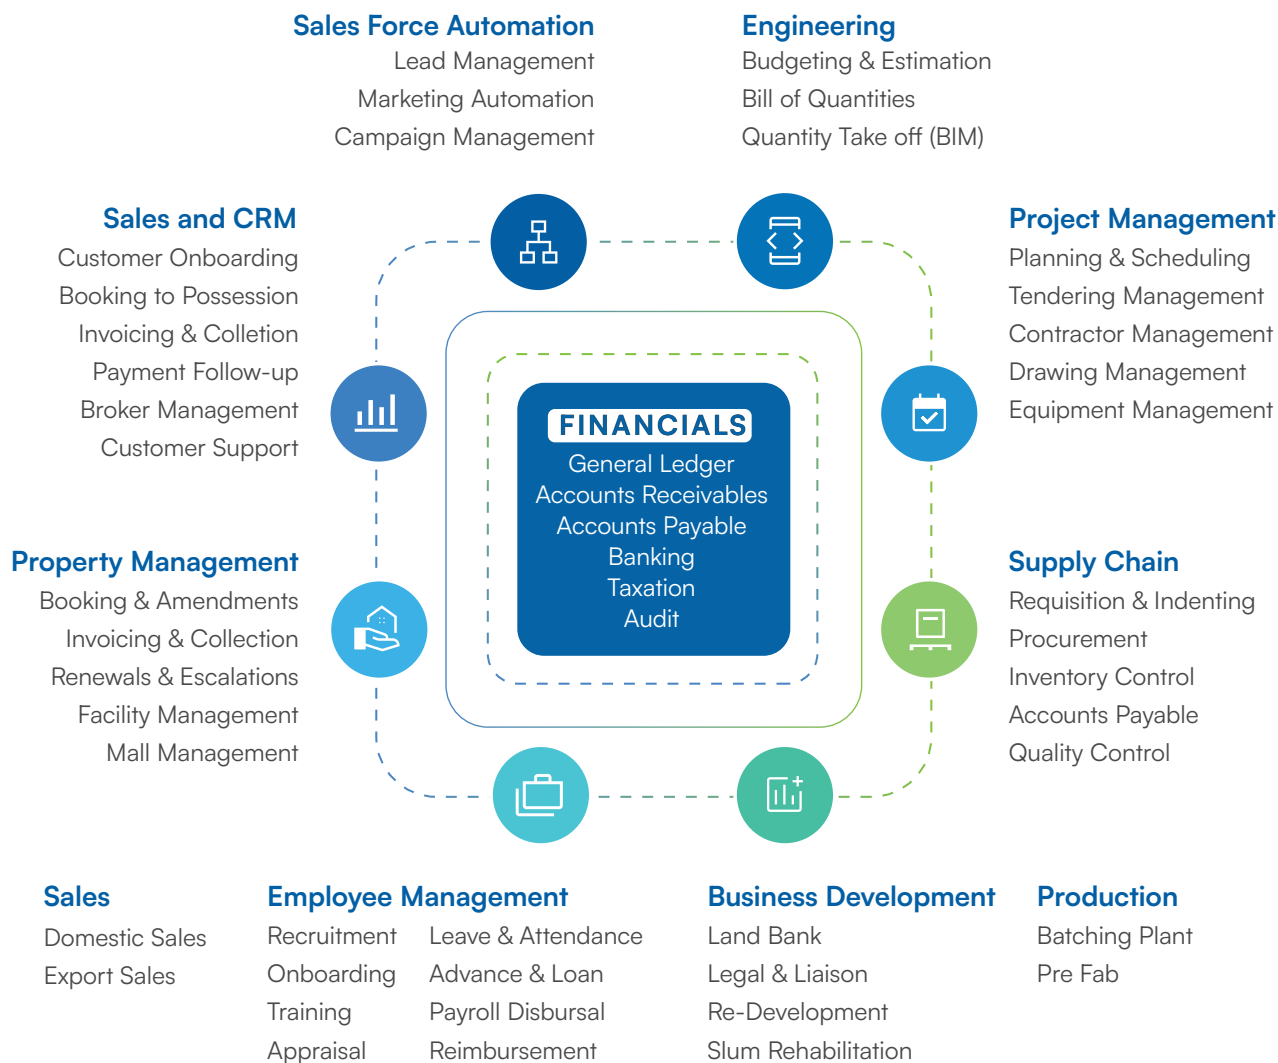 Sales Force Automation
Lead Management
Marketing Automation
Campaign Management
Engineering
Budgeting & Estimation
Bill of Quantities
Quantity Take off (BIM)
Sales and CRM
Customer Onboarding
Booking to Possession
Invoicing & Colletion
Payment Follow-up
Broker Management
Customer Support
Project Management
Planning & Scheduling
Tendering Management
Contractor Management
Drawing Management
Equipment Management
FINANCIALS
General Ledger
Accounts Receivables
Accounts Payable
Banking
Taxation
Audit
Property Management
Booking & Amendments
Invoicing & Collection
Renewals & Escalations
Facility Management
Mall Management
Supply Chain
Requisition & Indenting
Procurement
Inventory Control
Accounts Payable
Quality Control
Sales
Domestic Sales
Export Sales
Employee Management
Recruitment
Onboarding
Training
Appraisal
Leave & Attendance
Advance & Loan
Payroll Disbursal
Reimbursement
Business Development
Land Bank
Legal & Liaison
Re-Development
Slum Rehabilitation
Production
Batching Plant
Pre Fab